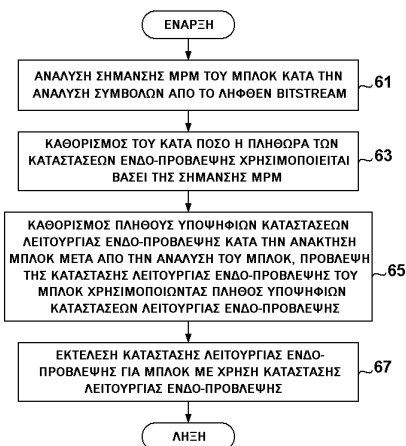 ΕΝΑΡΞΗ
ΑΝΑΛΥΣΗ ΣΗΜΑΝΣΗΣ MPM ΤΟΥ ΜΠΛΟΚ ΚΑΤΑ ΤΗΝ
ΑΝΑΛΥΣΗ ΣΥΜΒΟΛΩΝ ΑΠΟ ΤΟ ΛΗΦΘΕΝ BITSTREAM
61
ΚΑΘΟΡΙΣΜΟΣ ΤΟΥ ΚΑΤΑ ΠΟΣΟ Η ΠΛΗΘΩΡΑ ΤΩΝ
ΚΑΤΑΣΤΑΣΕΩΝ ΕΝΔΟ-ΠΡΟΒΛΕΨΗΣ ΧΡΗΣΙΜΟΠΟΙΕΙΤΑΙ
ΒΑΣΕΙ ΤΗΣ ΣΗΜΑΝΣΗΣ MPM
63
ΚΑΘΟΡΙΣΜΟΣ ΠΛΗΘΟΥΣ ΥΠΟΨΗΦΙΩΝ ΚΑΤΑΣΤΑΣΕΩΝ
ΛΕΙΤΟΥΡΓΙΑΣ ΕΝΔΟ-ΠΡΟΒΛΕΨΗΣ ΚΑΤΑ ΤΗΝ ΑΝΑΚΤΗΣΗ
ΜΠΛΟΚ ΜΕΤΑ ΑΠΟ ΤΗΝ ΑΝΑΛΥΣΗ ΤΟΥ ΜΠΛΟΚ, ΠΡΟΒΛΕΨΗ
ΤΗΣ ΚΑΤΑΣΤΑΣΗΣ ΛΕΙΤΟΥΡΓΙΑΣ ΕΝΔΟ-ΠΡΟΒΛΕΨΗΣ ΤΟΥ
ΜΠΛΟΚ ΧΡΗΣΙΜΟΠΟΙΩΝΤΑΣ ΠΛΗΘΟΣ ΥΠΟΨΗΦΙΩΝ
ΚΑΤΑΣΤΑΣΕΩΝ ΛΕΙΤΟΥΡΓΙΑΣ ΕΝΔΟ-ΠΡΟΒΛΕΨΗΣ
65
ΕΚΤΕΛΕΣΗ ΚΑΤΑΣΤΑΣΗΣ ΛΕΙΤΟΥΡΓΙΑΣ ΕΝΔΟ-
ΠΡΟΒΛΕΨΗΣ ΓΙΑ ΜΠΛΟΚ ΜΕ ΧΡΗΣΗ ΚΑΤΑΣΤΑΣΗΣ
ΛΕΙΤΟΥΡΓΙΑΣ ΕΝΔΟ-ΠΡΟΒΛΕΨΗΣ
67
ΛΗΞΗ